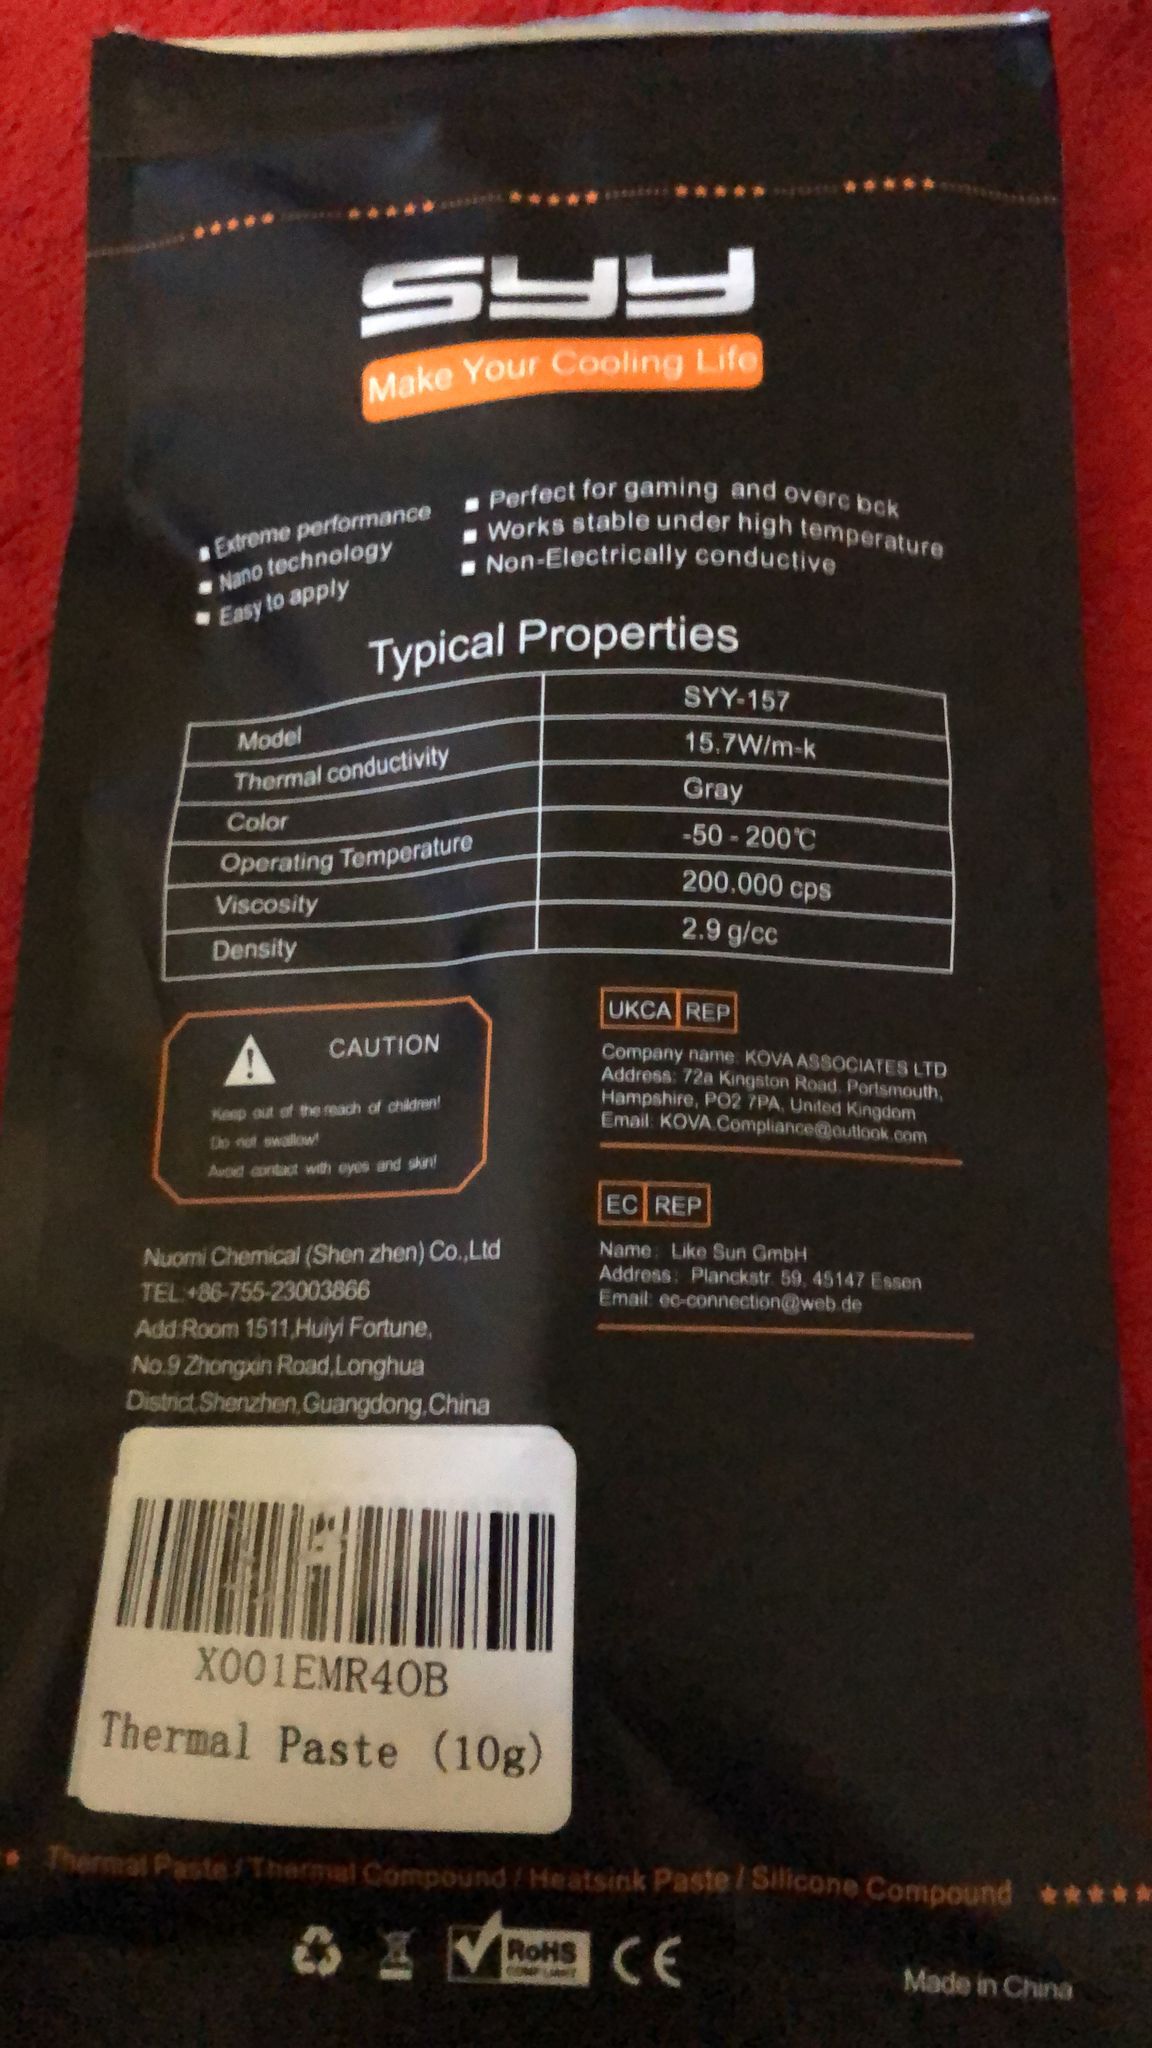 SYY
Make Your Cooling Life
Extreme performance
Nano technology
Easy to apply
Perfect for gaming and overc bck
Works stable under high temperature
Non-Electrically conductive
Typical Properties
Model SYY-157
Thermal conductivity 15.7W/m-k
Color Gray
Operating Temperature -50 - 200℃
Viscosity 200.000 cps
Density 2.9 g/cc
CAUTION
Keep out of the reach of children!
Do not swallow!
Avoid contact with eyes and skin!
UKCA REP
Company name: KOVA ASSOCIATES LTD
Address: 72a Kingston Road, Portsmouth,
Hampshire, PO2 7PA, United Kingdom
Email: KOVA.Compliance@outlook.com
EC REP
Name: Like Sun GmbH
Address: Planckstr. 59, 45147 Essen
Email: ec-connection@web.de
Nuomi Chemical (Shen zhen) Co.,Ltd
TEL:+86-755-23003866
Add:Room 1511,Huiyi Fortune,
No.9 Zhongxin Road,Longhua
District,Shenzhen,Guangdong,China
X001EMR4OB
Thermal Paste (10g)
Thermal Paste / Thermal Compound / Heatsink Paste / Silicone Compound
RoHS
COMPLIANT
CE
Made in China